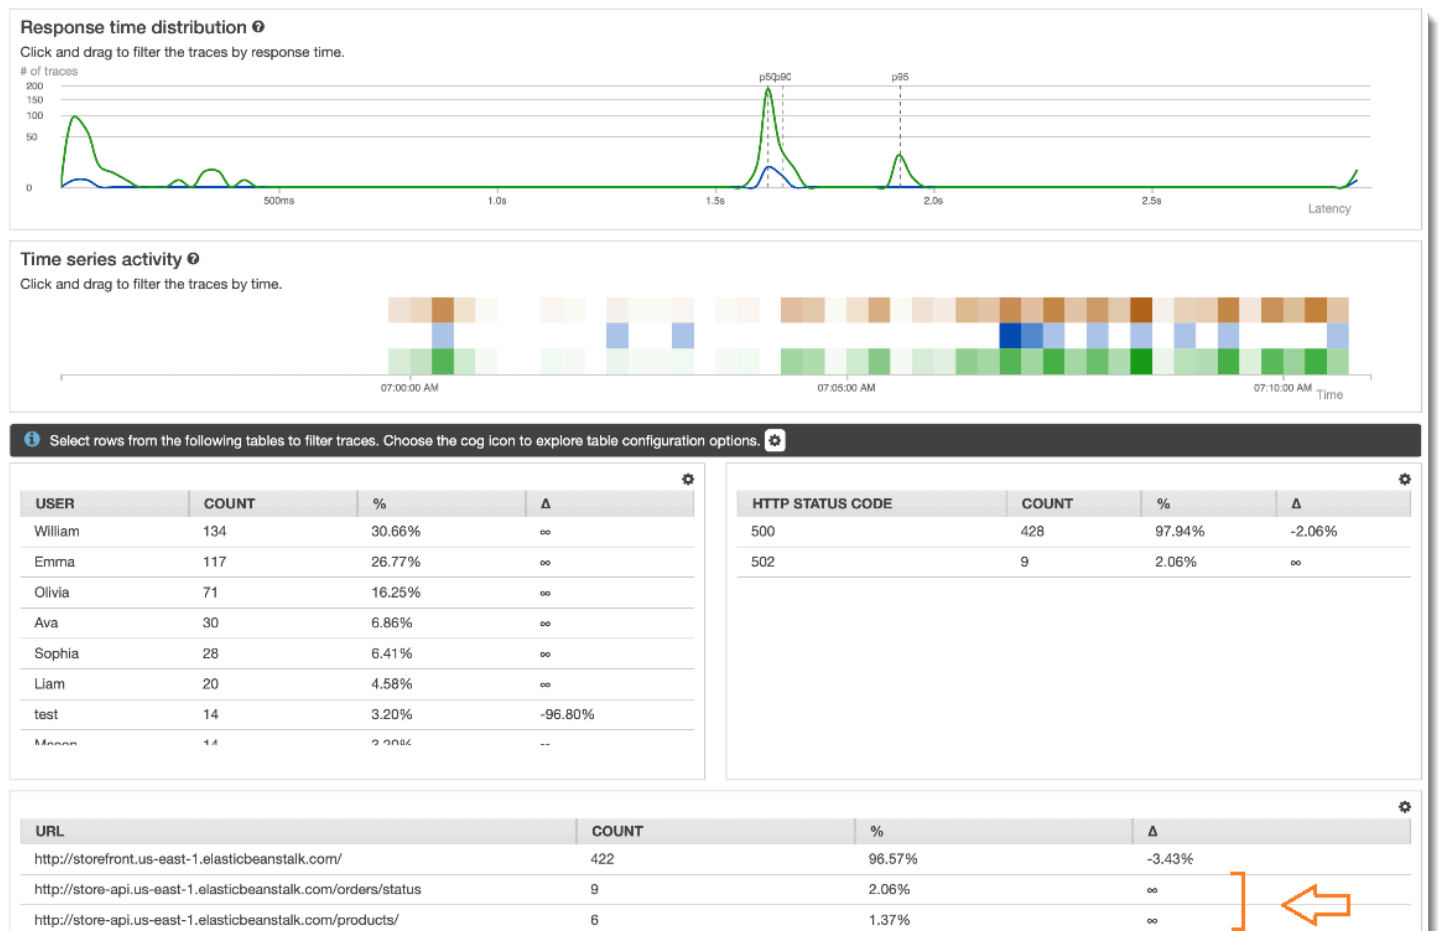 Response time distribution ?
Click and drag to filter the traces by response time.
# of traces
p50 p90 p95
200
150
100
50
0
500ms 1.0s 1.5s 2.0s 2.5s
Latency
Time series activity ?
Click and drag to filter the traces by time.
07:00:00 AM 07:05:00 AM 07:10:00 AM
Time
i Select rows from the following tables to filter traces. Choose the cog icon to explore table configuration options.
USER COUNT % Δ
William 134 30.66% ∞
Emma 117 26.77% ∞
Olivia 71 16.25% ∞
Ava 30 6.86% ∞
Sophia 28 6.41% ∞
Liam 20 4.58% ∞
test 14 3.20% -96.80%
14 3.20%
HTTP STATUS CODE COUNT % Δ
500 428 97.94% -2.06%
502 9 2.06% ∞
URL COUNT % Δ
http://storefront.us-east-1.elasticbeanstalk.com/ 422 96.57% -3.43%
http://store-api.us-east-1.elasticbeanstalk.com/orders/status 9 2.06% ∞
http://store-api.us-east-1.elasticbeanstalk.com/products/ 6 1.37% ∞